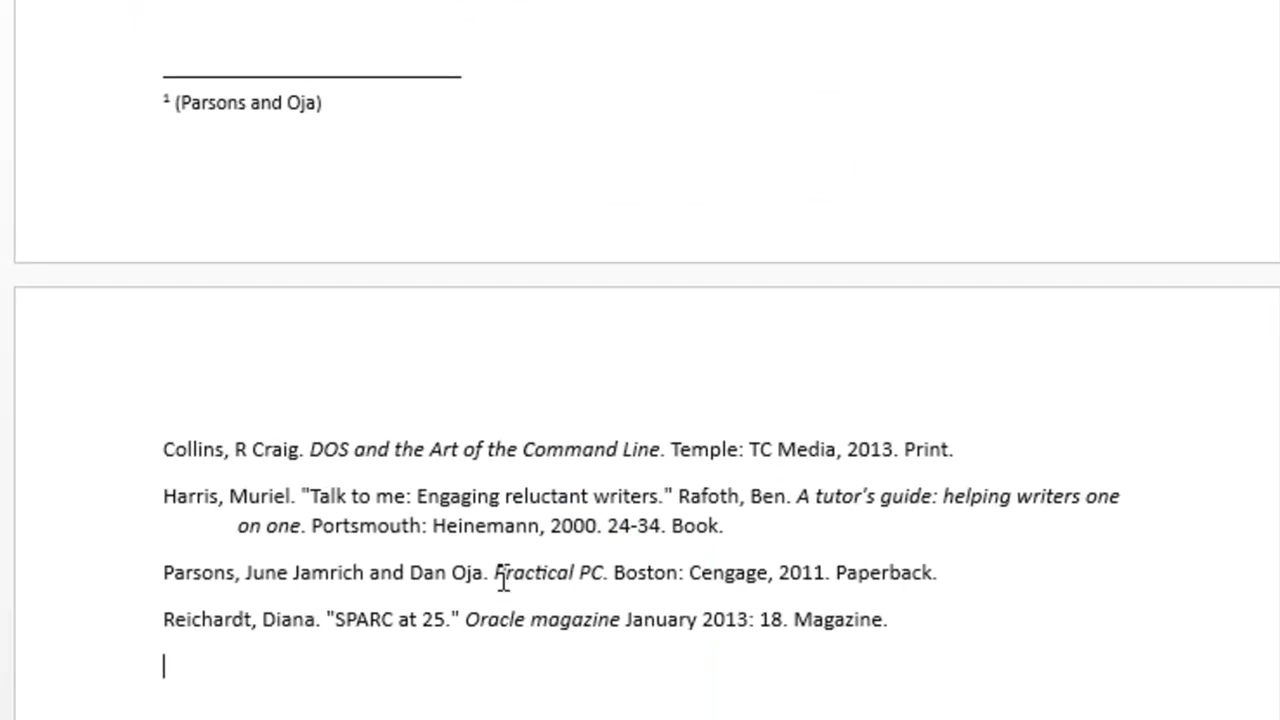 1 (Parsons and Oja)
Collins, R Craig. DOS and the Art of the Command Line. Temple: TC Media, 2013. Print.
Harris, Muriel. "Talk to me: Engaging reluctant writers." Rafoth, Ben. A tutor's guide: helping writers one
on one. Portsmouth: Heinemann, 2000. 24-34. Book.
Parsons, June Jamrich and Dan Oja. Practical PC. Boston: Cengage, 2011. Paperback.
Reichardt, Diana. "SPARC at 25." Oracle magazine January 2013: 18. Magazine.